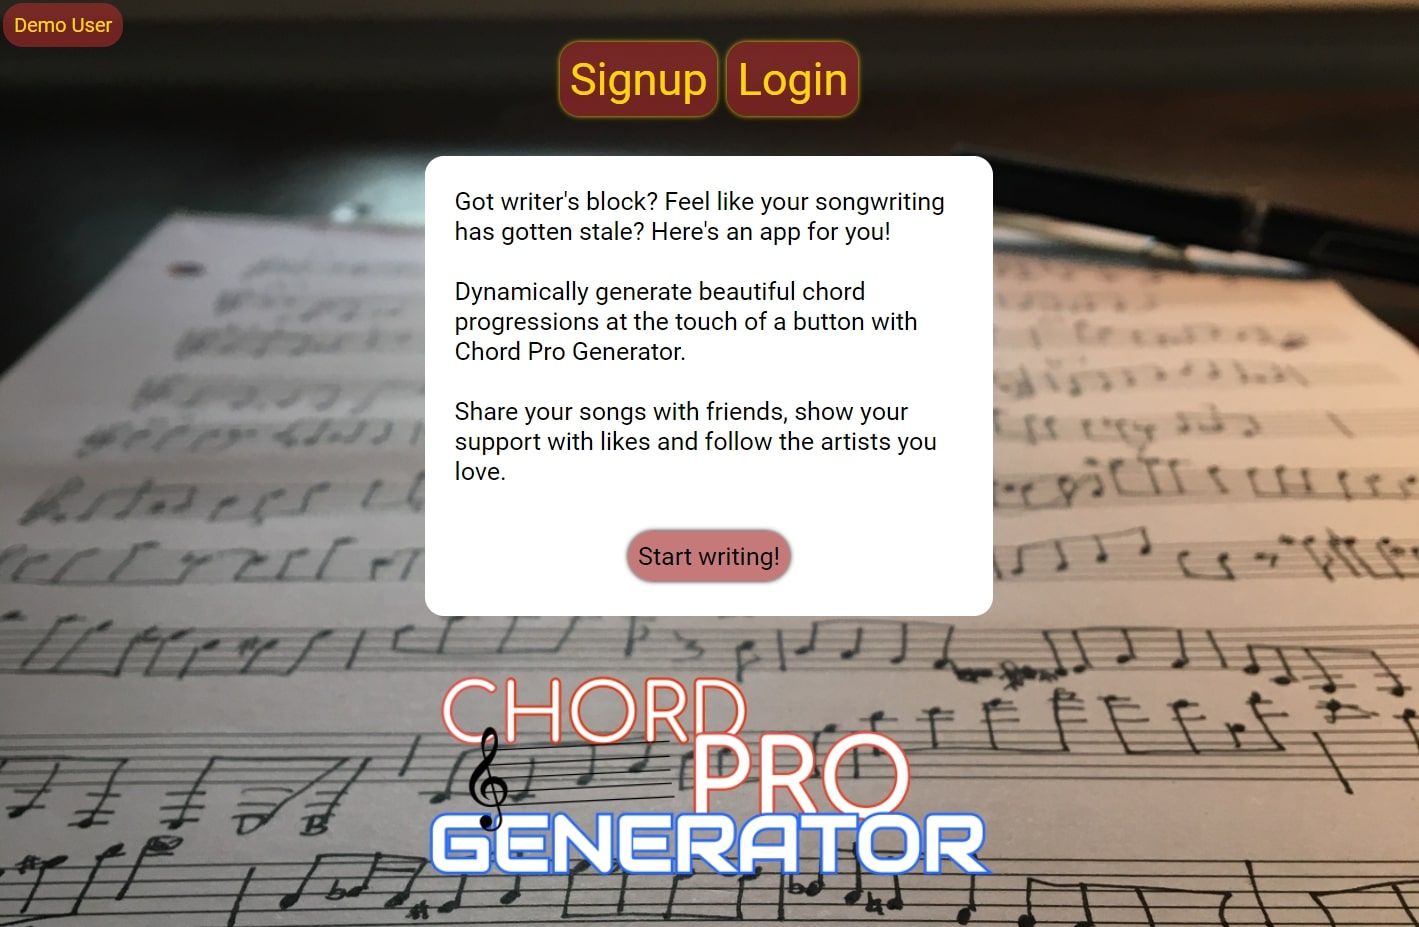 Demo User
Signup Login
Got writer's block? Feel like your songwriting
has gotten stale? Here's an app for you!
Dynamically generate beautiful chord
progressions at the touch of a button with
Chord Pro Generator.
Share your songs with friends, show your
support with likes and follow the artists you
love.
Start writing!
CHORD
PRO
GENERATOR
D B